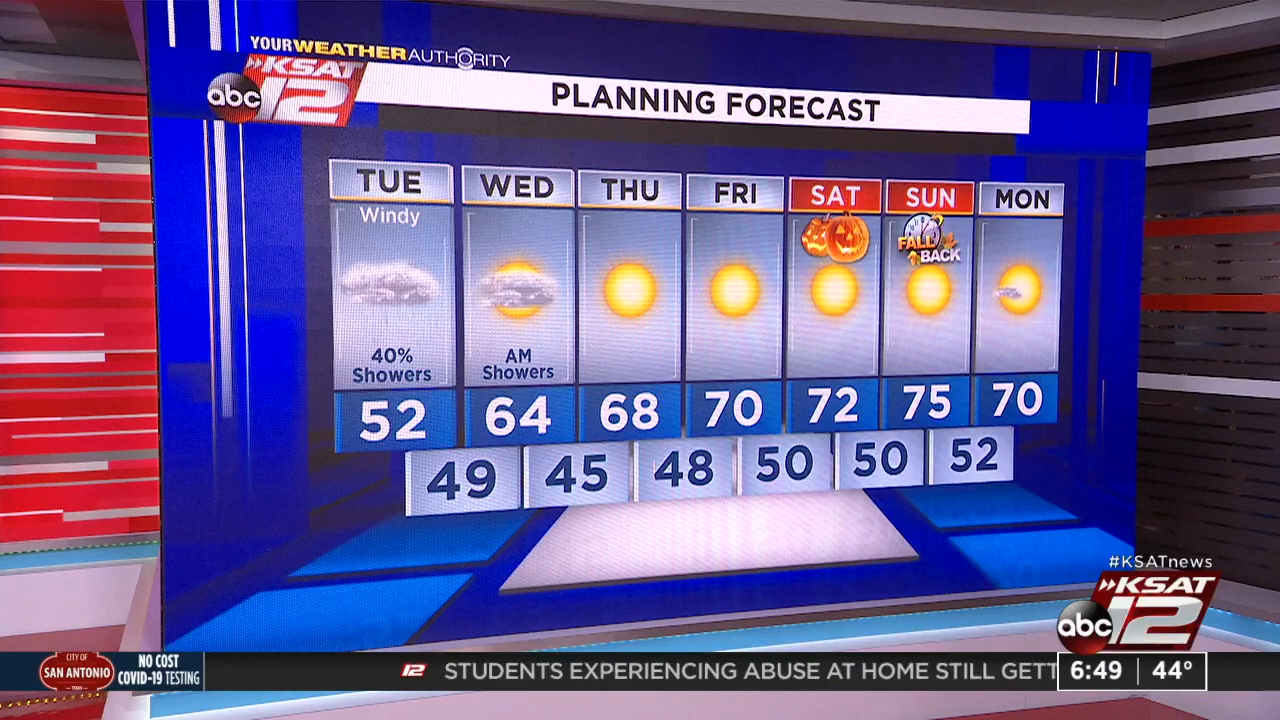 YOUR WEATHER AUTHORITY
KSAT
abc 12
PLANNING FORECAST
TUE WED THU FRI SAT SUN MON
Windy
FALL
BACK
40% AM
Showers Showers
52 64 68 70 72 75 70
49 45 48 50 50 52
#KSATnews
KSAT
abc 12
CITY OF
SAN ANTONIO
TEXAS
NO COST
COVID-19 TESTING
12 STUDENTS EXPERIENCING ABUSE AT HOME STILL GETT
6:49 44°